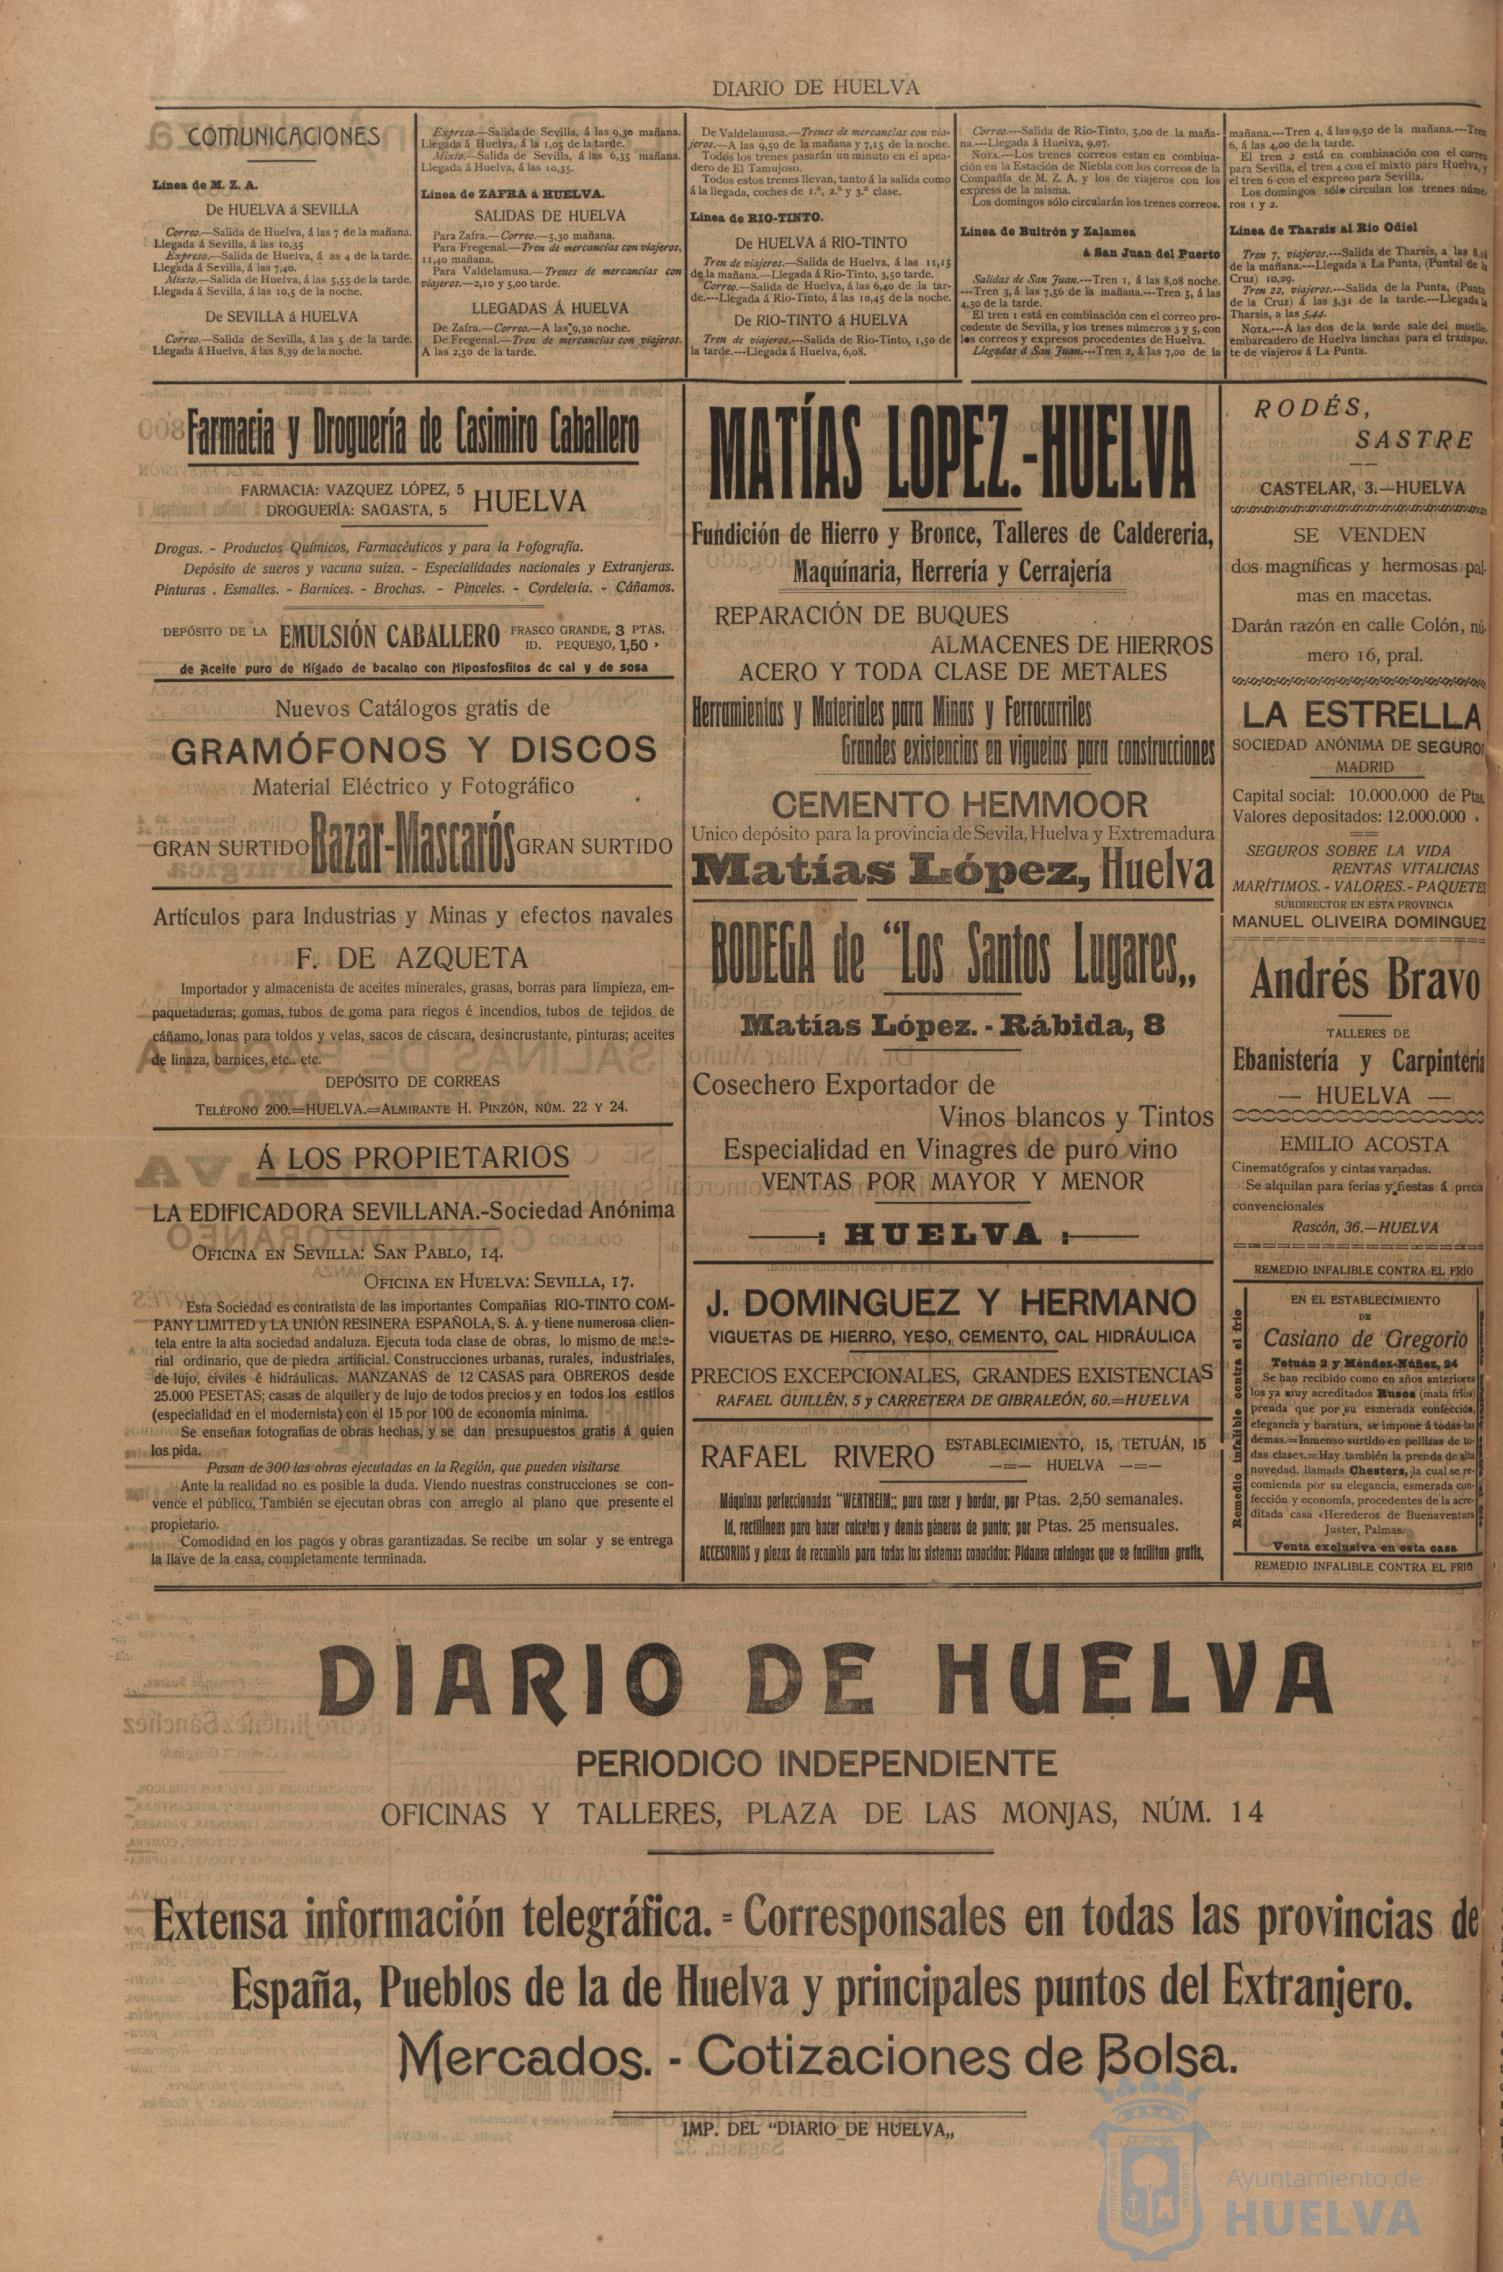 DIARIO DE HUELVA
COMUNICACIONES
Línea de M. Z. A.
De HUELVA á SEVILLA
Correo.—Salida de Huelva, á las 7 de la mañana.
Llegada á Sevilla, á las 10,35
Expreso.—Salida de Huelva, á as 4 de la tarde.
Llegada á Sevilla, á las 7,40.
Mixto.—Salida de Huelva, á las 5,55 de la tarde.
Llegada á Sevilla, á las 10,5 de la noche.
De SEVILLA á HUELVA
Correo.—Salida de Sevilla, á las 5 de la tarde.
Llegada á Huelva, á las 8,39 de la noche.
Expreso.—Salida de Sevilla, á las 9,30 mañana.
Llegada á Huelva, á la 1,05 de la tarde.
Mixto.—Salida de Sevilla, á las 6,35 mañana.
Llegada á Huelva, á las 10,35.
Línea de ZAFRA á HUELVA.
SALIDAS DE HUELVA
Para Zafra.—Correo.—5,30 mañana.
Para Fregenal.—Tren de mercancías con viajeros,
11,40 mañana.
Para Valdelamusa.—Trenes de mercancías con
viajeros.—2,10 y 5,00 tarde.
LLEGADAS Á HUELVA
De Zafra.—Correo.—A las 9,30 noche.
De Fregenal.—Tren de mercancías con viajeros.
A las 2,50 de la tarde.
De Valdelamusa.—Trenes de mercancías con via-
jeros.—A las 9,50 de la mañana y 7,15 de la noche.
Todos los trenes pasarán un minuto en el apea-
dero de El Tamujoso.
Todos estos trenes llevan, tanto á la salida como
á la llegada, coches de 1.ª, 2.ª y 3.ª clase.
Línea de RIO-TINTO.
De HUELVA á RIO-TINTO
Tren de viajeros.—Salida de Huelva, á las 11,15
de la mañana.—Llegada á Rio-Tinto, 3,50 tarde.
Correo.—Salida de Huelva, á las 6,40 de la tar-
de.---Llegada á Rio-Tinto, á las 10,45 de la noche.
De RIO-TINTO á HUELVA
Tren de viajeros.---Salida de Rio-Tinto, 1,50 de
la tarde.---Llegada á Huelva, 6,08.
Correo.---Salida de Rio-Tinto, 5,00 de la maña-
na.---Llegada á Hueiva, 9,07.
NOTA.---Los trenes correos estan en combina-
ción en la Estación de Niebla con los correos de la
Compañía de M. Z. A. y los de viajeros con los
express de la misma.
Los domingos sólo circularán los trenes correos.
Línea de Buitrón y Zalamea
á San Juan del Puerto
Salidas de San Juan.---Tren 1, á las 8,08 noche.
---Tren 3, á las 7,56 de la mañana.---Tren 5, á las
4,30 de la tarde.
El tren 1 está en combinación con el correo pro-
cedente de Sevilla, y los trenes números 3 y 5, con
los correos y expresos procedentes de Huelva.
Llegadas á San Juan.---Tren 2, á las 7,00 de la
mañana.---Tren 4, á las 9,50 de la mañana.---Tren
6, á las 4,00 de la tarde.
El tren 2 está en combinación con el correo
para Sevilla, el tren 4 con el mixto para Huelva, y
el tren 6 con el expreso para Sevilla.
Los domingos sólo circulan los trenes núme.
ros 1 y 2.
Línea de Tharsis al Río Odiel
Tren 7, viajeros.---Salida de Tharsis, a las 8,16
de la mañana.---Llegada a La Punta, (Puntal de la
Cruz) 10,29.
Tren 22, viajeros.---Salida de la Punta, (Punta
de la Cruz) á las 3,31 de la tarde.---Llegada á
Tharsis, a las 5,44.
NOTA.---A las dos de la tarde sale del muelle
embarcadero de Huelva lanchas para el transpor.
te de viajeros á La Punta.
Farmacia y Droguería de Casimiro Caballero
FARMACIA: VAZQUEZ LÓPEZ, 5
DROGUERÍA: SAGASTA, 5
HUELVA
Drogas. - Productos Químicos, Farmacéuticos y para la Fofografía.
Depósito de sueros y vacuna suiza. - Especialidades nacionales y Extranjeras.
Pinturas . Esmaltes. - Barnices. - Brochas. - Pinceles. - Cordelería. - Cáñamos.
DEPÓSITO DE LA EMULSIÓN CABALLERO FRASCO GRANDE, 3 PTAS.
ID. PEQUEÑO, 1,50 »
de Aceite puro de Hígado de bacalao con Hiposfosfitos de cal y de sosa
Nuevos Catálogos gratis de
GRAMÓFONOS Y DISCOS
Material Eléctrico y Fotográfico
GRAN SURTIDO Bazar-Mascarós GRAN SURTIDO
Artículos para Industrias y Minas y efectos navales
F. DE AZQUETA
Importador y almacenista de aceites minerales, grasas, borras para limpieza, em-
paquetaduras; gomas, tubos de goma para riegos é incendios, tubos de tejidos de
cáñamo, lonas para toldos y velas, sacos de cáscara, desincrustante, pinturas; aceites
de linaza, barnices, etc.. etc.
DEPÓSITO DE CORREAS
TELÉFONO 200.=HUELVA.=ALMIRANTE H. PINZÓN, NÚM. 22 Y 24.
Á LOS PROPIETARIOS
LA EDIFICADORA SEVILLANA.-Sociedad Anónima
OFICINA EN SEVILLA: SAN PABLO, 14.
OFICINA EN HUELVA: SEVILLA, 17.
Esta Sociedad es contratista de las importantes Compañías RIO-TINTO COM-
PANY LIMITED y LA UNIÓN RESINERA ESPAÑOLA, S. A. y tiene numerosa clien-
tela entre la alta sociedad andaluza. Ejecuta toda clase de obras, lo mismo de mate-
rial ordinario, que de piedra artificial. Construcciones urbanas, rurales, industriales,
de lujo, civiles é hidráulicas. MANZANAS de 12 CASAS para OBREROS desde
25.000 PESETAS; casas de alquiler y de lujo de todos precios y en todos los estilos
(especialidad en el modernista) con el 15 por 100 de economía mínima.
Se enseñan fotografías de obras hechas, y se dan presupuestos gratis á quien
los pida.
Pasan de 300 las obras ejecutadas en la Región, que pueden visitarse
Ante la realidad no es posible la duda. Viendo nuestras construcciones se con-
vence el público. También se ejecutan obras con arreglo al plano que presente el
propietario.
Comodidad en los pagos y obras garantizadas. Se recibe un solar y se entrega
la llave de la casa, completamente terminada.
MATÍAS LOPEZ.-HUELVA
Fundición de Hierro y Bronce, Talleres de Caldereria,
Maquinaria, Herrería y Cerrajería
REPARACIÓN DE BUQUES
ALMACENES DE HIERROS
ACERO Y TODA CLASE DE METALES
Herramientas y Materiales para Minas y Ferrocarriles
Grandes existencias en viguetas para construcciones
CEMENTO HEMMOOR
Unico depósito para la provincia de Sevila, Huelva y Extremadura
Matías López, Huelva
BODEGA de "Los Santos Lugares,,
Matías López. - Rábida, 8
Cosechero Exportador de
Vinos blancos y Tintos
Especialidad en Vinagres de puro vino
VENTAS POR MAYOR Y MENOR
—: HUELVA :—
J. DOMINGUEZ Y HERMANO
VIGUETAS DE HIERRO, YESO, CEMENTO, CAL HIDRÁULICA
PRECIOS EXCEPCIONALES, GRANDES EXISTENCIAS
RAFAEL GUILLÉN, 5 y CARRETERA DE GIBRALEÓN, 60.=HUELVA
RAFAEL RIVERO ESTABLECIMIENTO, 15, TETUÁN, 15
—=— HUELVA —=—
Máquinas perfeccionadas "WERTHEIM;; para coser y bordar, por Ptas. 2,50 semanales.
Id, rectilíneas para hacer calcetas y demás géneros de punto; por Ptas. 25 mensuales.
ACCESORIOS y piezas de recambio para todos los sistemas conocidos: Pídanse catalogos que se facilitan gratis,
RODÉS,
SASTRE
CASTELAR, 3.—HUELVA
SE VENDEN
dos magníficas y hermosas pal-
mas en macetas.
Darán razón en calle Colón, nú-
mero 16, pral.
LA ESTRELLA
SOCIEDAD ANÓNIMA DE SEGURO
MADRID
Capital social: 10.000.000 de Ptas.
Valores depositados: 12.000.000 »
SEGUROS SOBRE LA VIDA
RENTAS VITALICIAS
MARÍTIMOS. - VALORES. - PAQUETES
SUBDIRECTOR EN ESTA PROVINCIA
MANUEL OLIVEIRA DOMINGUEZ
Andrés Bravo
TALLERES DE
Ebanistería y Carpintería
— HUELVA —
EMILIO ACOSTA
Cinematógrafos y cintas variadas.
Se alquilan para ferias y fiestas á precio
convencionales
Rascón, 36.—HUELVA
REMEDIO INFALIBLE CONTRA EL FRÍO
Remedio infalible contra el frío
EN EL ESTABLECIMIENTO
DE
Casiano de Gregorio
Tetuán 2 y Méndez-Núñez, 24
Se han recibido como en años anteriores
los ya muy acreditados Rusos (mata fríos)
prenda que por su esmerada confección,
elegancia y baratura, se impone á todas las
demas.=Inmenso surtido en pellizas de to-
das clases.=Hay también la prenda de alta
novedad, llamada Chesters, la cual se re-
comienda por su elegancia, esmerada con-
fección y economía, procedentes de la acre-
ditada casa «Herederos de Buenaventura
Juster, Palmas.
Venta exclusiva en esta casa
REMEDIO INFALIBLE CONTRA EL FRIO
DIARIO DE HUELVA
PERIODICO INDEPENDIENTE
OFICINAS Y TALLERES, PLAZA DE LAS MONJAS, NÚM. 14
Extensa información telegráfica. = Corresponsales en todas las provincias de
España, Pueblos de la de Huelva y principales puntos del Extranjero.
Mercados. - Cotizaciones de Bolsa.
IMP. DEL "DIARIO DE HUELVA,,
Ayuntamiento de
HUELVA